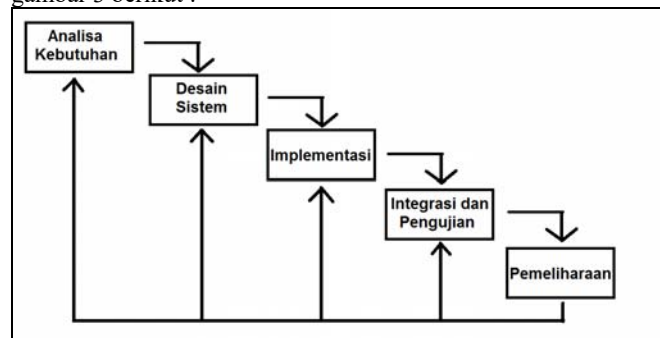 gambar 3 berikut :
Analisa
Kebutuhan
Desain
Sistem
Implementasi
Integrasi dan
Pengujian
Pemeliharaan